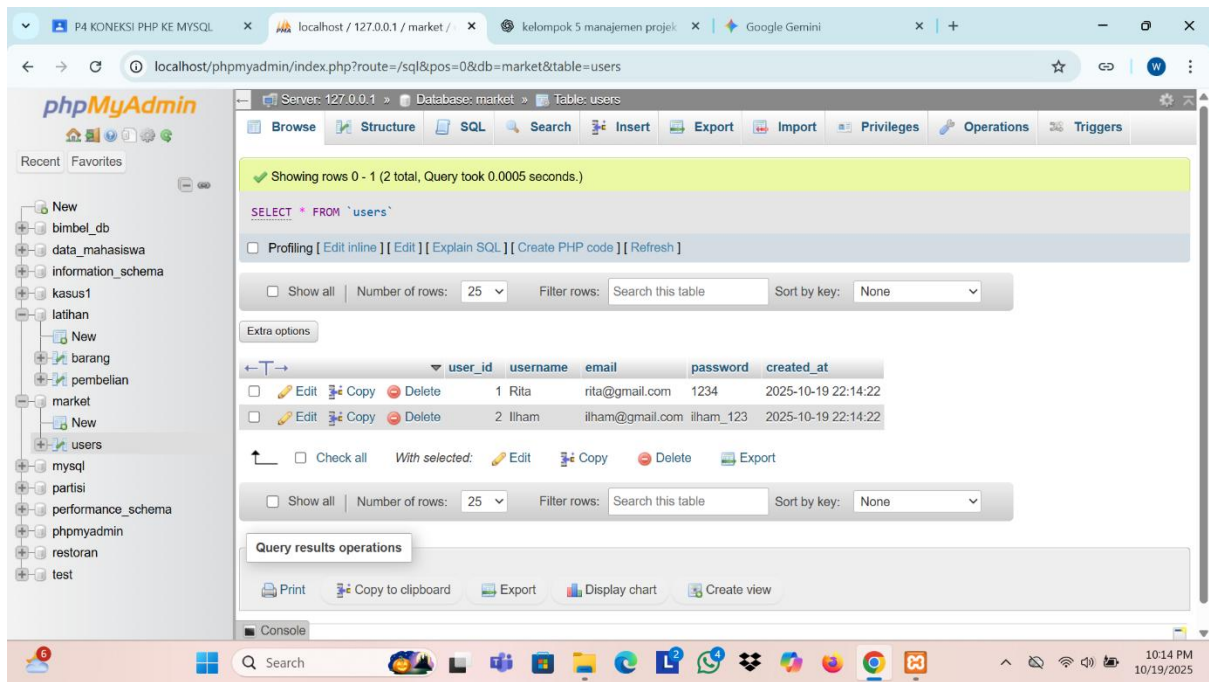 P4 KONEKSI PHP KE MYSQL
localhost / 127.0.0.1 / market /
kelompok 5 manajemen projek
Google Gemini
localhost/phpmyadmin/index.php?route=/sql&pos=0&db=market&table=users
W
phpMyAdmin
Recent Favorites
New
bimbel_db
data_mahasiswa
information_schema
kasus1
latihan
New
barang
pembelian
market
New
users
mysql
partisi
performance_schema
phpmyadmin
restoran
test
Server: 127.0.0.1 » Database: market » Table: users
Browse Structure SQL Search Insert Export Import Privileges Operations Triggers
Showing rows 0 - 1 (2 total, Query took 0.0005 seconds.)
SELECT * FROM `users`
Profiling [ Edit inline ] [ Edit ] [ Explain SQL ] [ Create PHP code ] [ Refresh ]
Show all | Number of rows: 25 Filter rows: Search this table Sort by key: None
Extra options
←T→ user_id username email password created_at
Edit Copy Delete 1 Rita rita@gmail.com 1234 2025-10-19 22:14:22
Edit Copy Delete 2 Ilham ilham@gmail.com ilham_123 2025-10-19 22:14:22
Check all With selected: Edit Copy Delete Export
Show all | Number of rows: 25 Filter rows: Search this table Sort by key: None
Query results operations
Print Copy to clipboard Export Display chart Create view
Console
6
Search
10:14 PM
10/19/2025